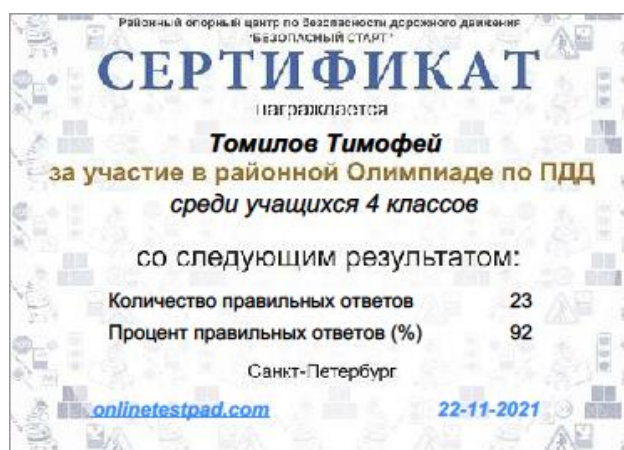 Районный опорный центр по безопасности дорожного движения
"БЕЗОПАСНЫЙ СТАРТ"
СЕРТИФИКАТ
награждается
Томилов Тимофей
за участие в районной Олимпиаде по ПДД
среди учащихся 4 классов
со следующим результатом:
Количество правильных ответов 23
Процент правильных ответов (%) 92
Санкт-Петербург
onlinetestpad.com 22-11-2021